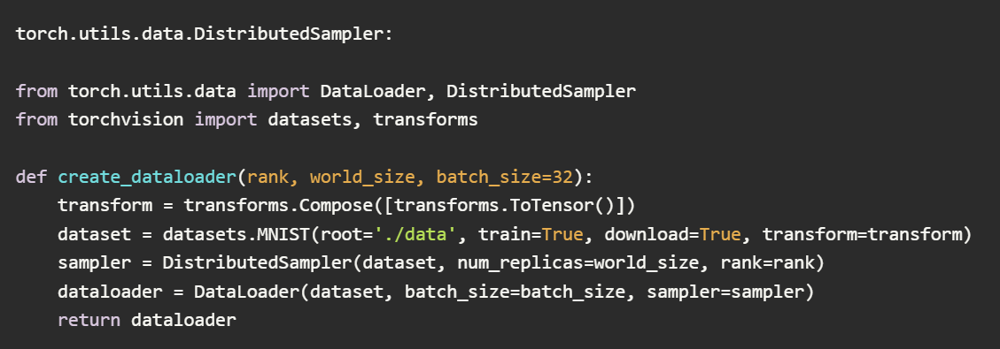 torch.utils.data.DistributedSampler:
from torch.utils.data import DataLoader, DistributedSampler
from torchvision import datasets, transforms
def create_dataloader(rank, world_size, batch_size=32):
    transform = transforms.Compose([transforms.ToTensor()])
    dataset = datasets.MNIST(root='./data', train=True, download=True, transform=transform)
    sampler = DistributedSampler(dataset, num_replicas=world_size, rank=rank)
    dataloader = DataLoader(dataset, batch_size=batch_size, sampler=sampler)
    return dataloader